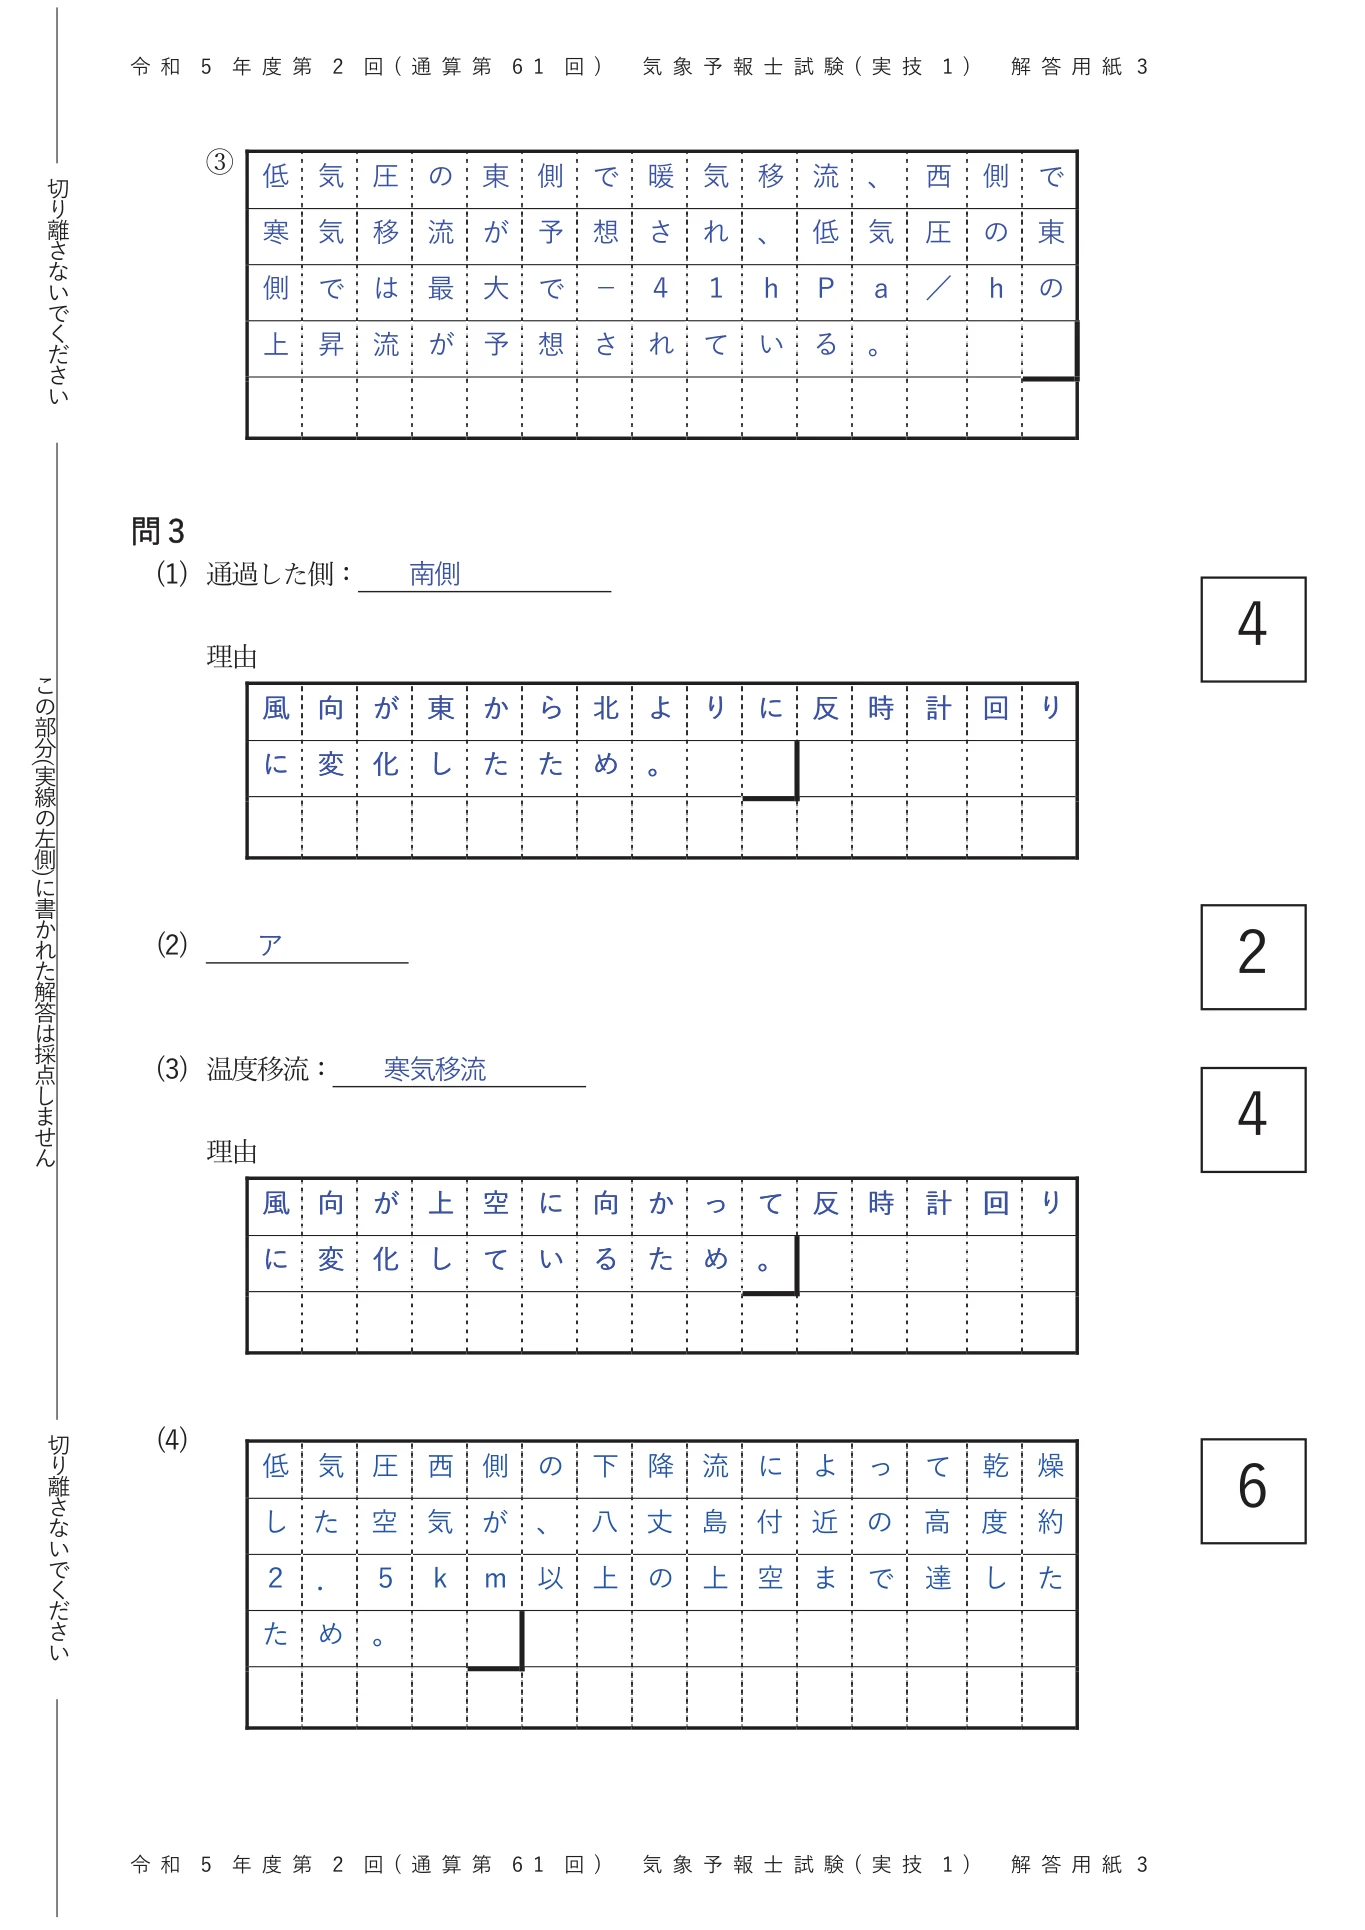 令和5年度第2回(通算第61回) 気象予報士試験(実技1) 解答用紙3
切り離さないでください
③
低気圧の東側で暖気移流、西側で
寒気移流が予想され、低気圧の東
側では最大で−41hPa／hの
上昇流が予想されている。
問3
(1) 通過した側： 南側
4
理由
風向が東から北よりに反時計回り
に変化したため。
この部分(実線の左側)に書かれた解答は採点しません
(2) ア
2
(3) 温度移流： 寒気移流
4
理由
風向が上空に向かって反時計回り
に変化しているため。
(4)
低気圧西側の下降流によって乾燥
した空気が、八丈島付近の高度約
2．5km以上の上空まで達した
ため。
6
切り離さないでください
令和5年度第2回(通算第61回) 気象予報士試験(実技1) 解答用紙3